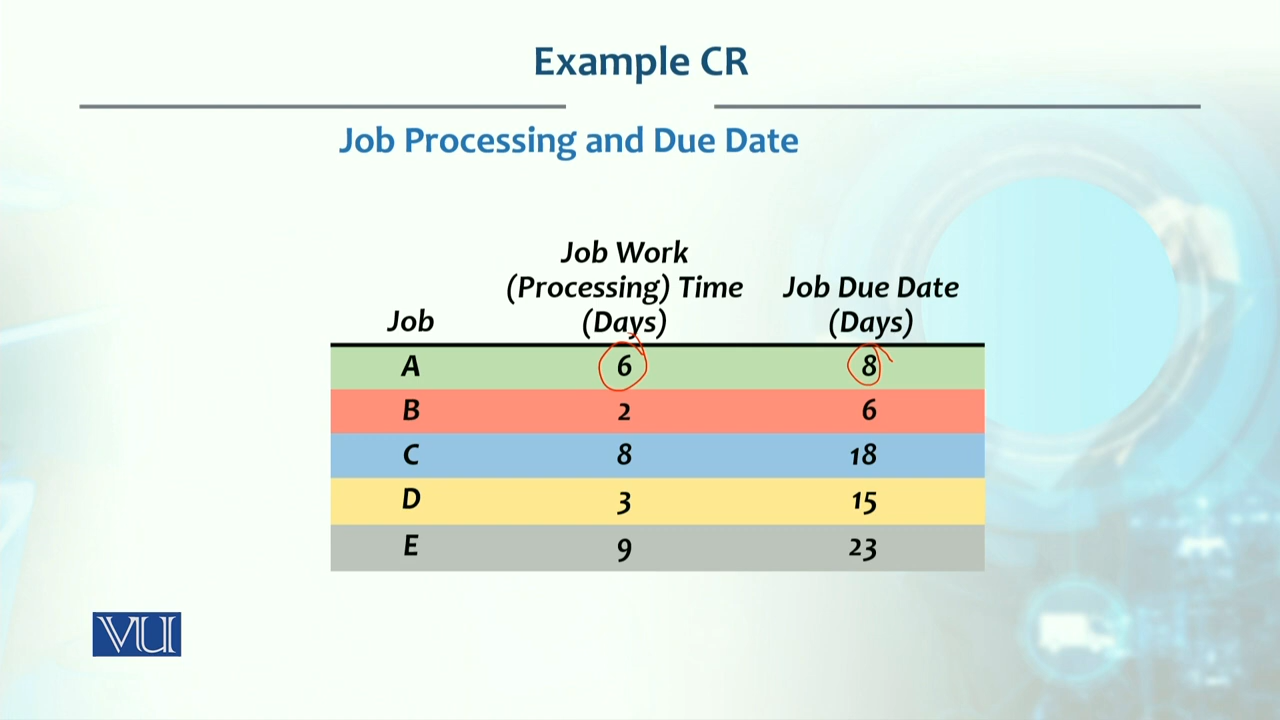 Example CR
Job Processing and Due Date
Job Work
(Processing) Time
(Days)
Job Due Date
(Days)
Job
A 6 8
B 2 6
C 8 18
D 3 15
E 9 23
VU